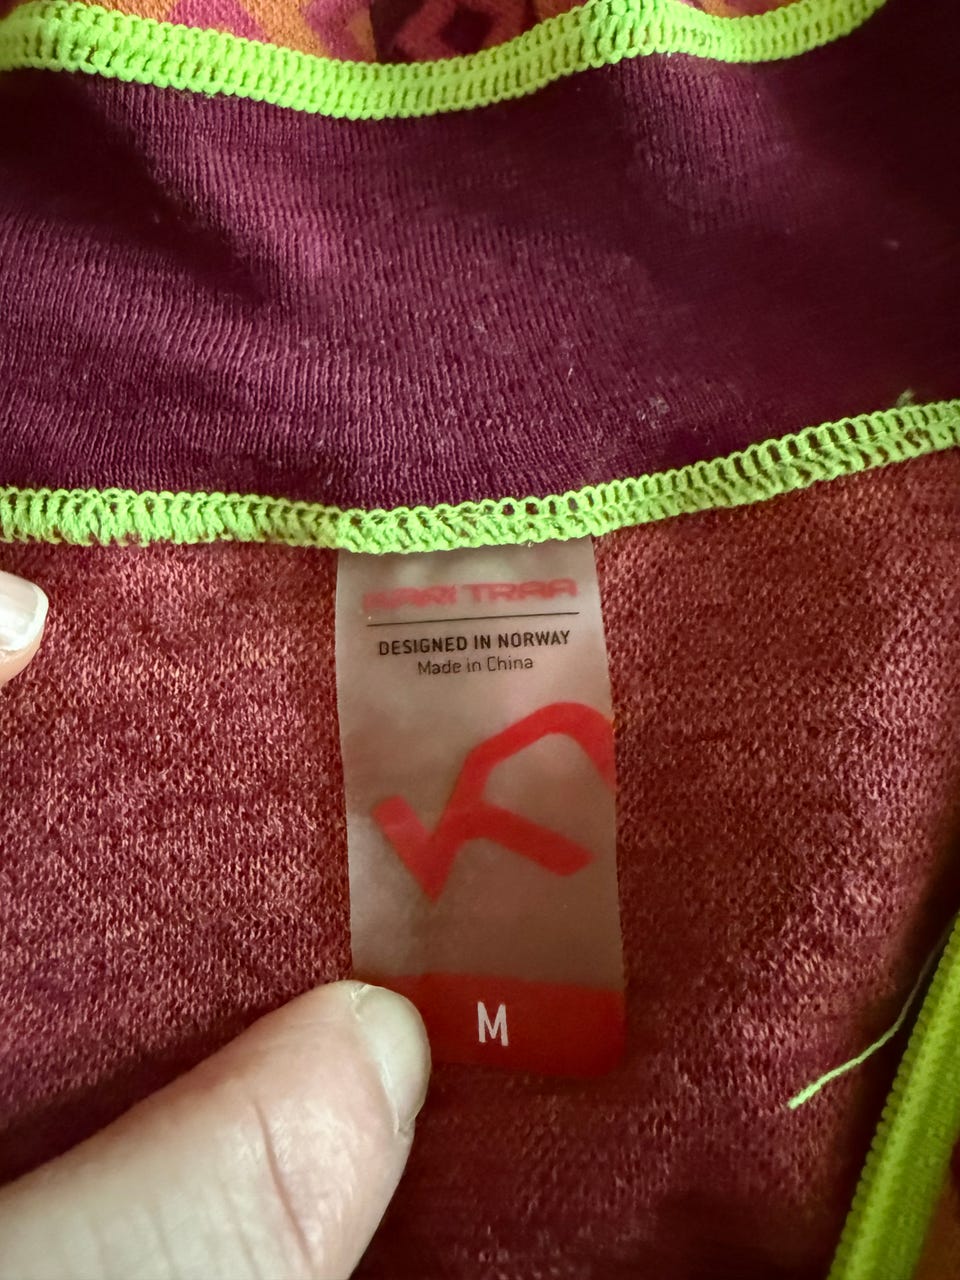 KARI TRAA
DESIGNED IN NORWAY
Made in China
M